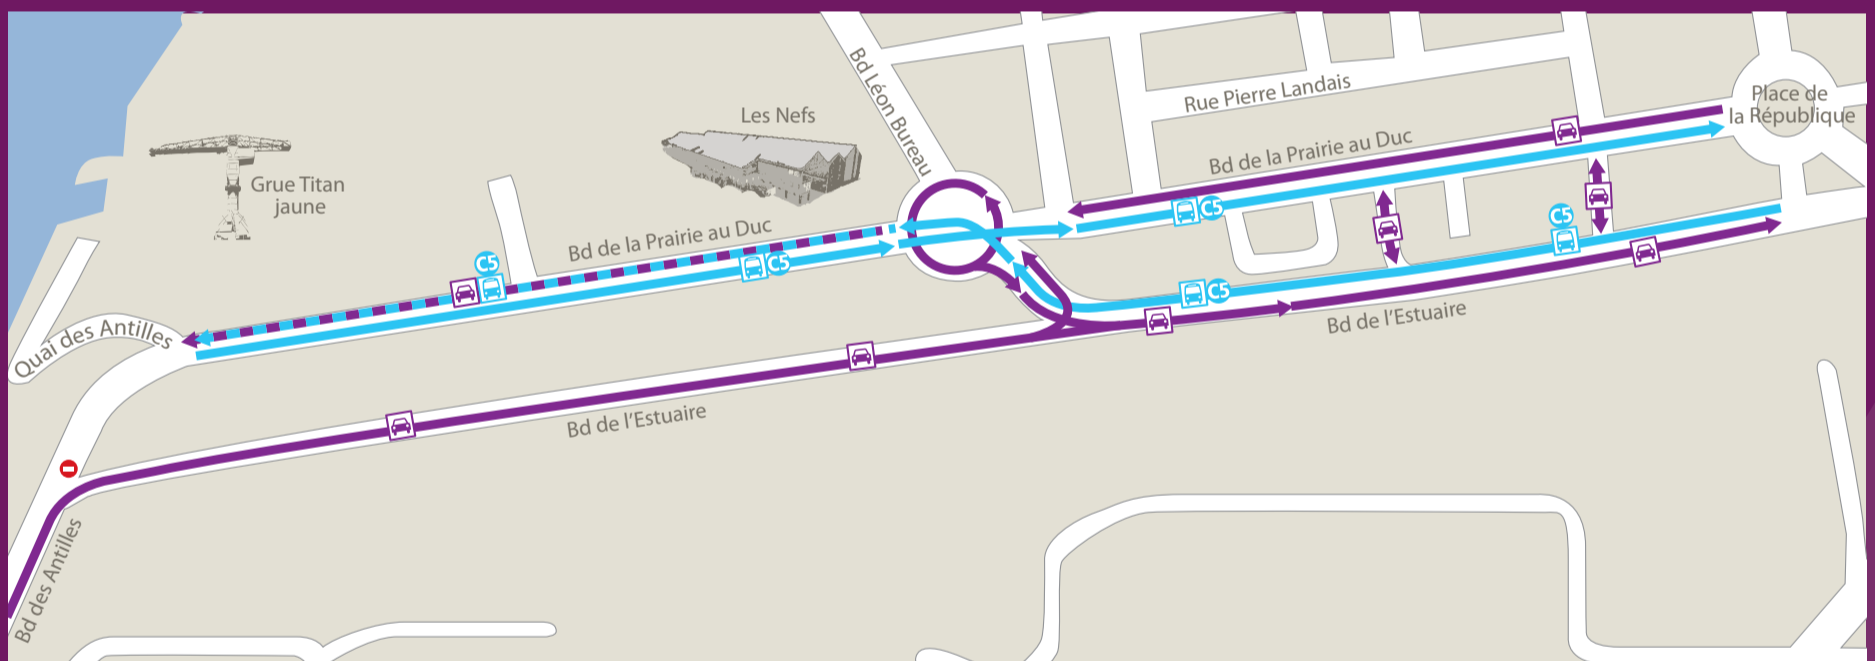 Bd Léon Bureau
Rue Pierre Landais
Place de
la République
Les Nefs
Bd de la Prairie au Duc
Grue Titan
jaune
C5
Bd de la Prairie au Duc
C5
C5
C5
C5
Quai des Antilles
Bd de l'Estuaire
Bd de l'Estuaire
Bd des Antilles